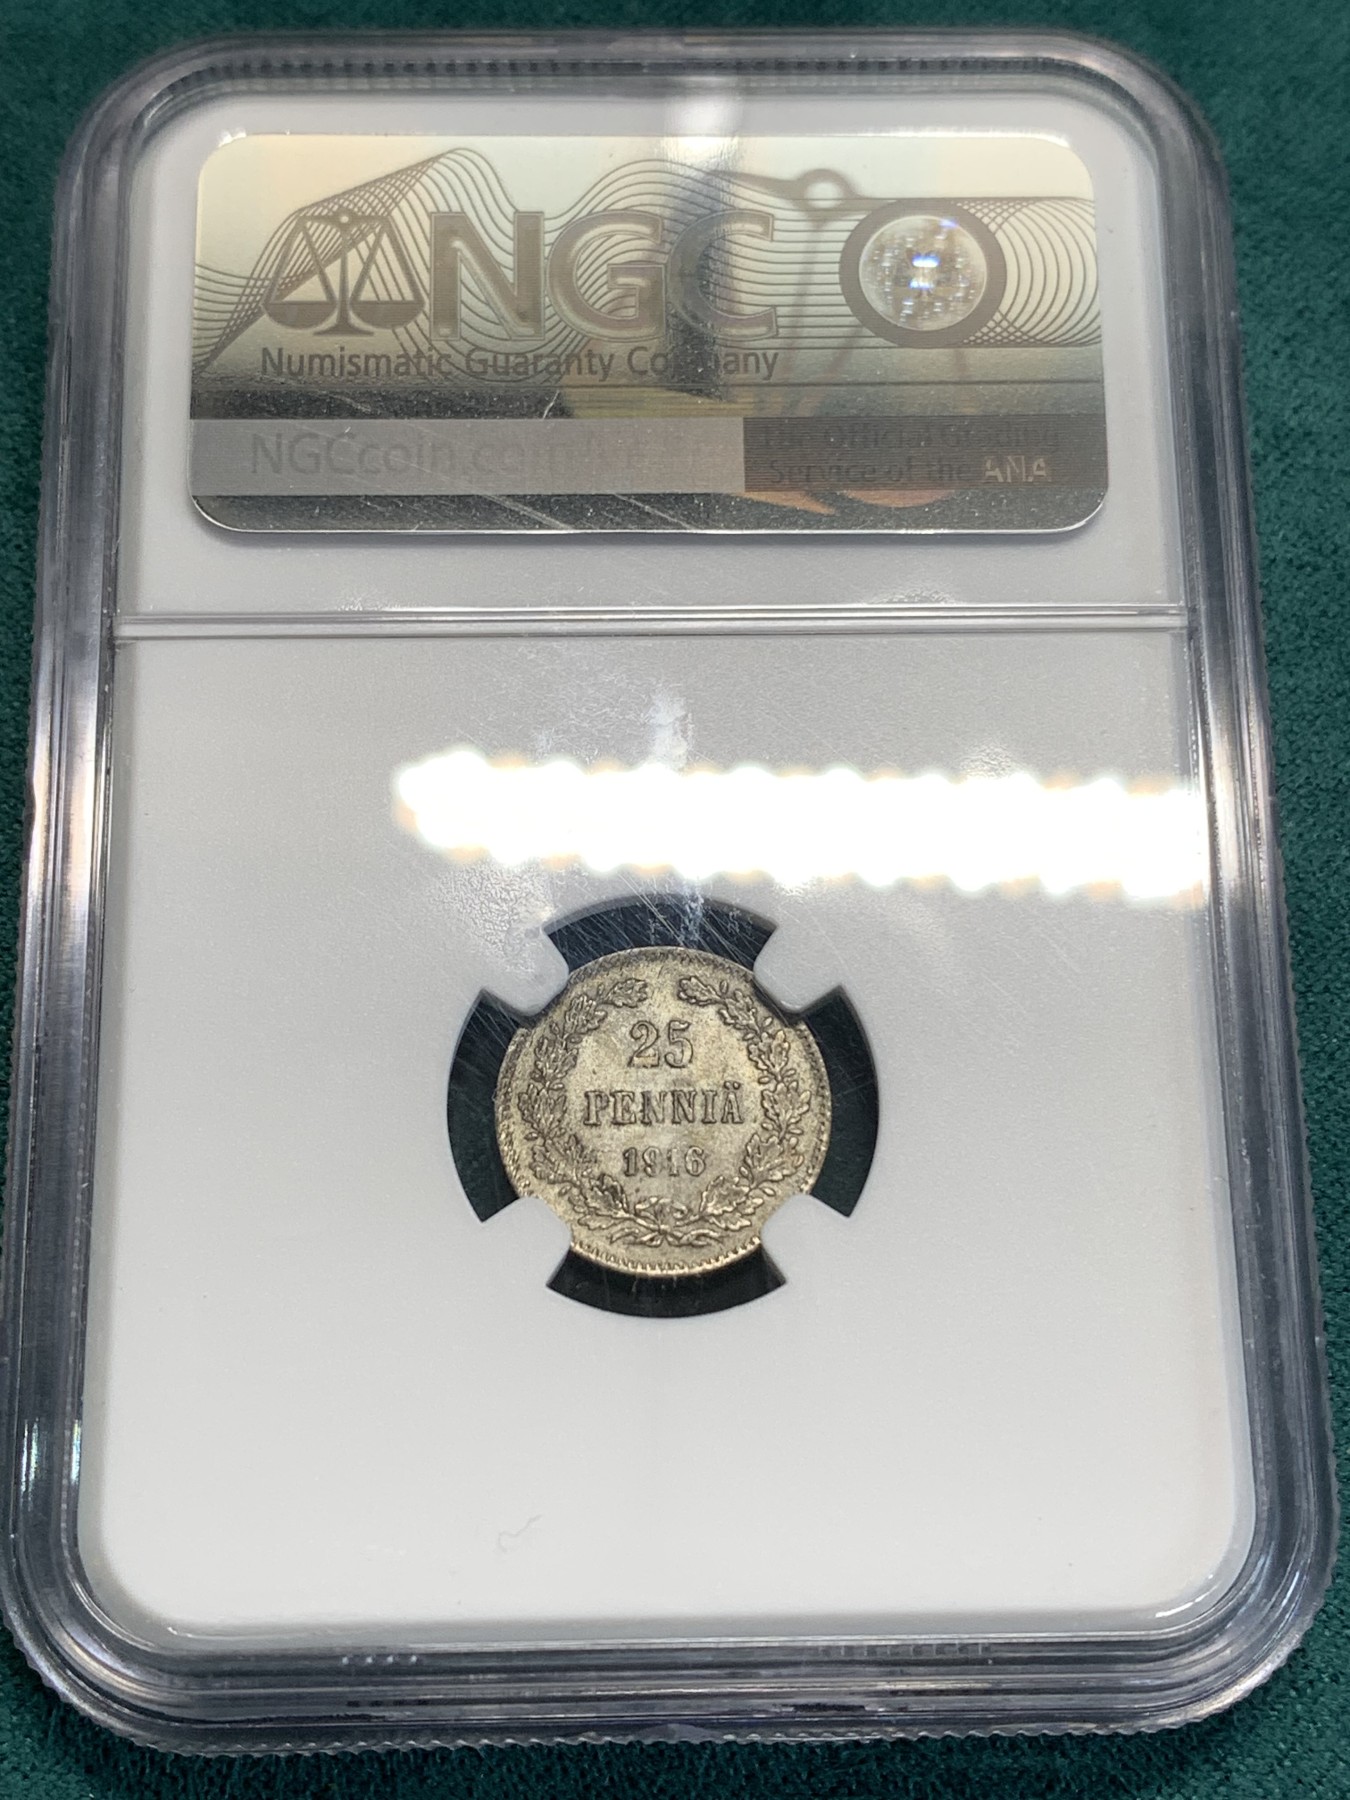 NGC
Numismatic Guaranty Company
NGCcoin.com
The Official Grading
Service of the ANA
25
PENNIÄ
1916